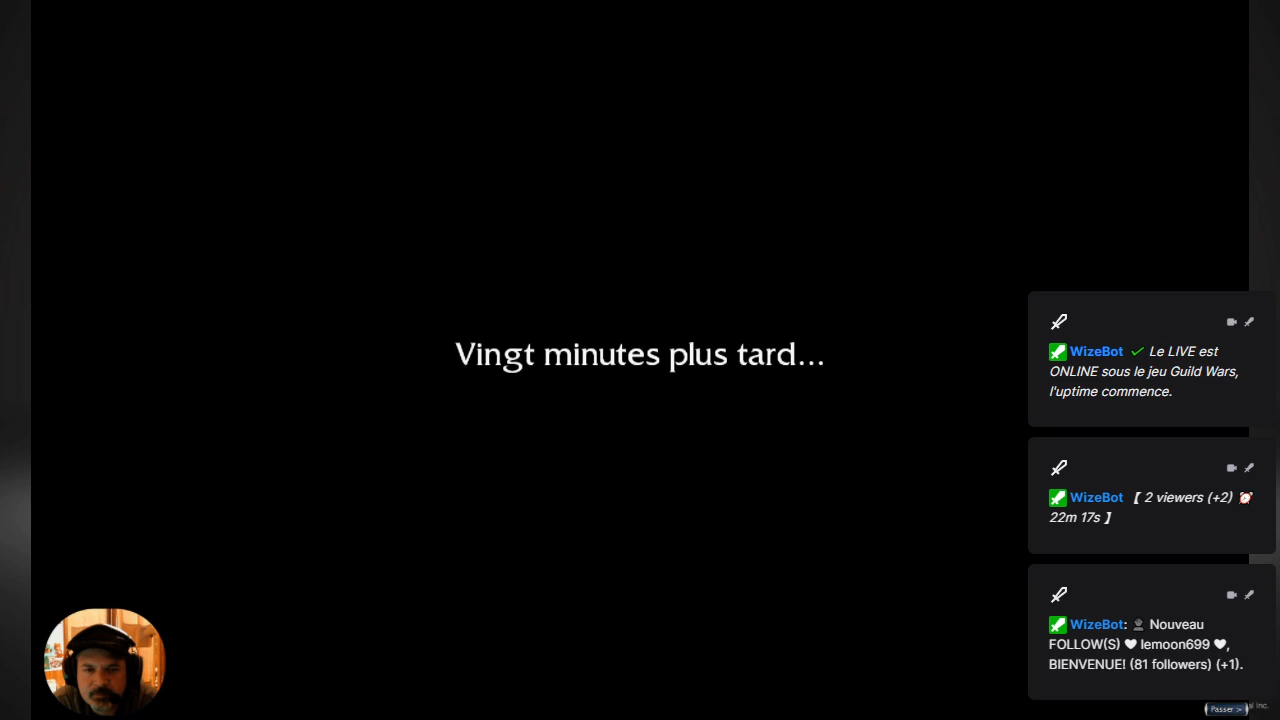 Vingt minutes plus tard...
WizeBot Le LIVE est
ONLINE sous le jeu Guild Wars,
l'uptime commence.
WizeBot 【 2 viewers (+2)
22m 17s 】
WizeBot: Nouveau
FOLLOW(S) ♥ lemoon699 ♥,
BIENVENUE! (81 followers) (+1).
Passer >
Inc.